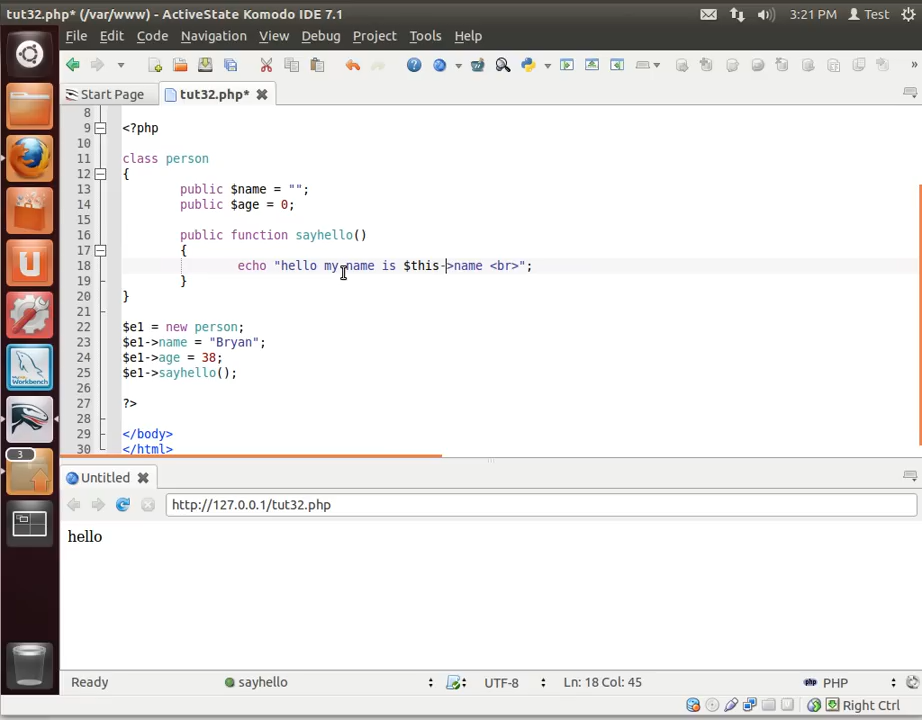 tut32.php* (/var/www) - ActiveState Komodo IDE 7.1
3:21 PM
Test
File Edit Code Navigation View Debug Project Tools Help
Start Page
tut32.php*
8
9 <?php
10
11 class person
12 {
13 public $name = "";
14 public $age = 0;
15
16 public function sayhello()
17 {
18 echo "hello my name is $this->name <br>";
19 }
20 }
21
22 $e1 = new person;
23 $e1->name = "Bryan";
24 $e1->age = 38;
25 $e1->sayhello();
26
27 ?>
28
29 </body>
30 </html>
MySQL
Workbench
3
Untitled
http://127.0.0.1/tut32.php
hello
Ready
sayhello
UTF-8
Ln: 18 Col: 45
php PHP
Right Ctrl